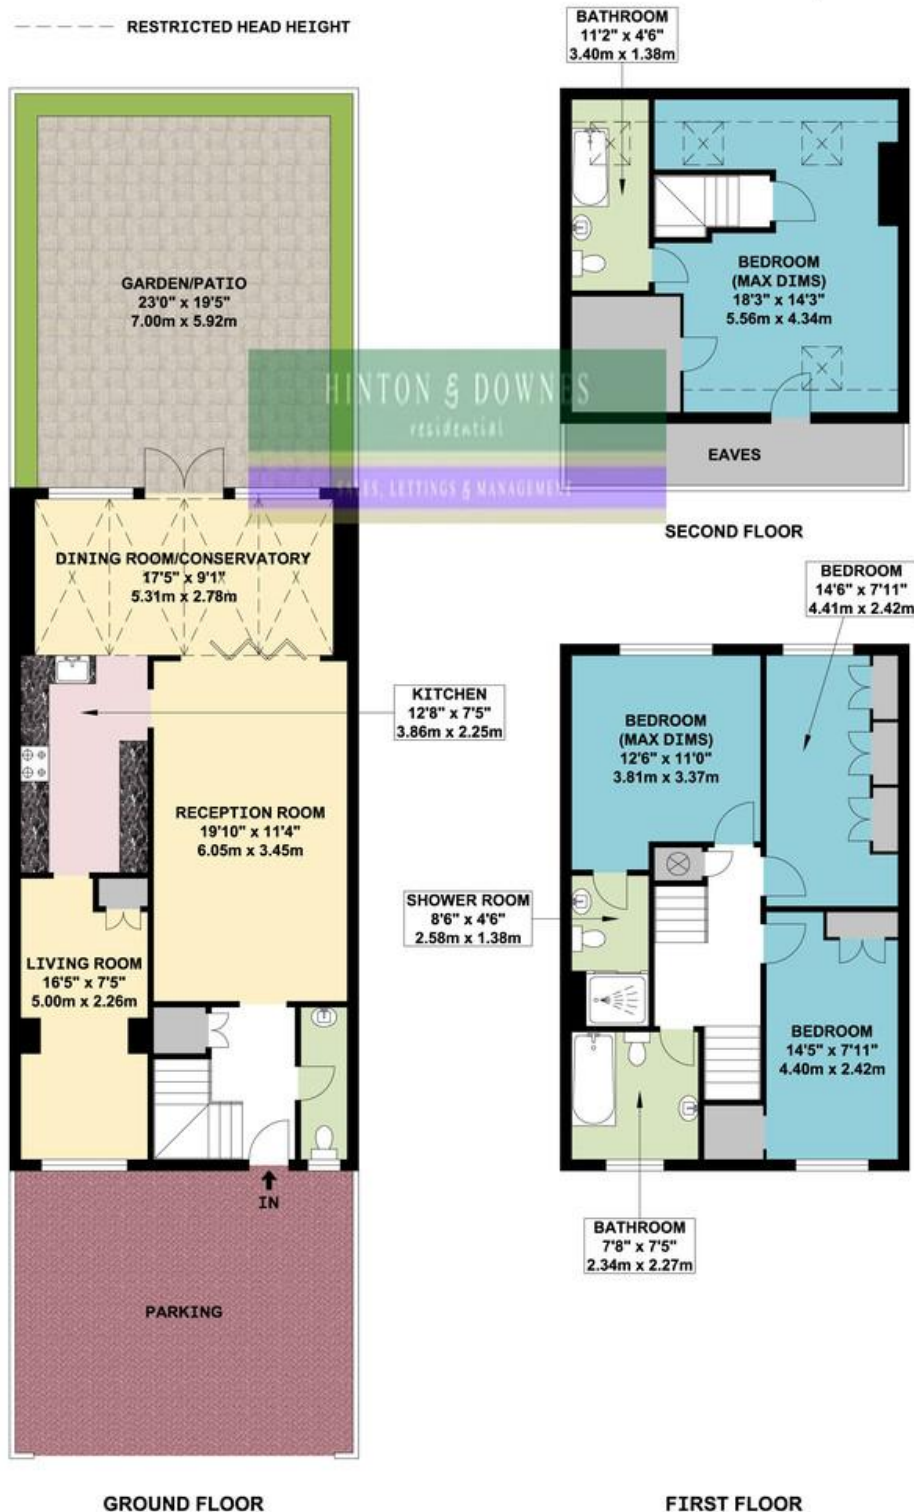 RESTRICTED HEAD HEIGHT
BATHROOM
11'2" x 4'6"
3.40m x 1.38m
GARDEN/PATIO
23'0" x 19'5"
7.00m x 5.92m
BEDROOM
(MAX DIMS)
18'3" x 14'3"
5.56m x 4.34m
HINTON & DOWNES
residential
SALES, LETTINGS & MANAGEMENT
EAVES
SECOND FLOOR
DINING ROOM/CONSERVATORY
17'5" x 9'1"
5.31m x 2.78m
BEDROOM
14'6" x 7'11"
4.41m x 2.42m
KITCHEN
12'8" x 7'5"
3.86m x 2.25m
BEDROOM
(MAX DIMS)
12'6" x 11'0"
3.81m x 3.37m
RECEPTION ROOM
19'10" x 11'4"
6.05m x 3.45m
SHOWER ROOM
8'6" x 4'6"
2.58m x 1.38m
LIVING ROOM
16'5" x 7'5"
5.00m x 2.26m
BEDROOM
14'5" x 7'11"
4.40m x 2.42m
IN
BATHROOM
7'8" x 7'5"
2.34m x 2.27m
PARKING
GROUND FLOOR
FIRST FLOOR